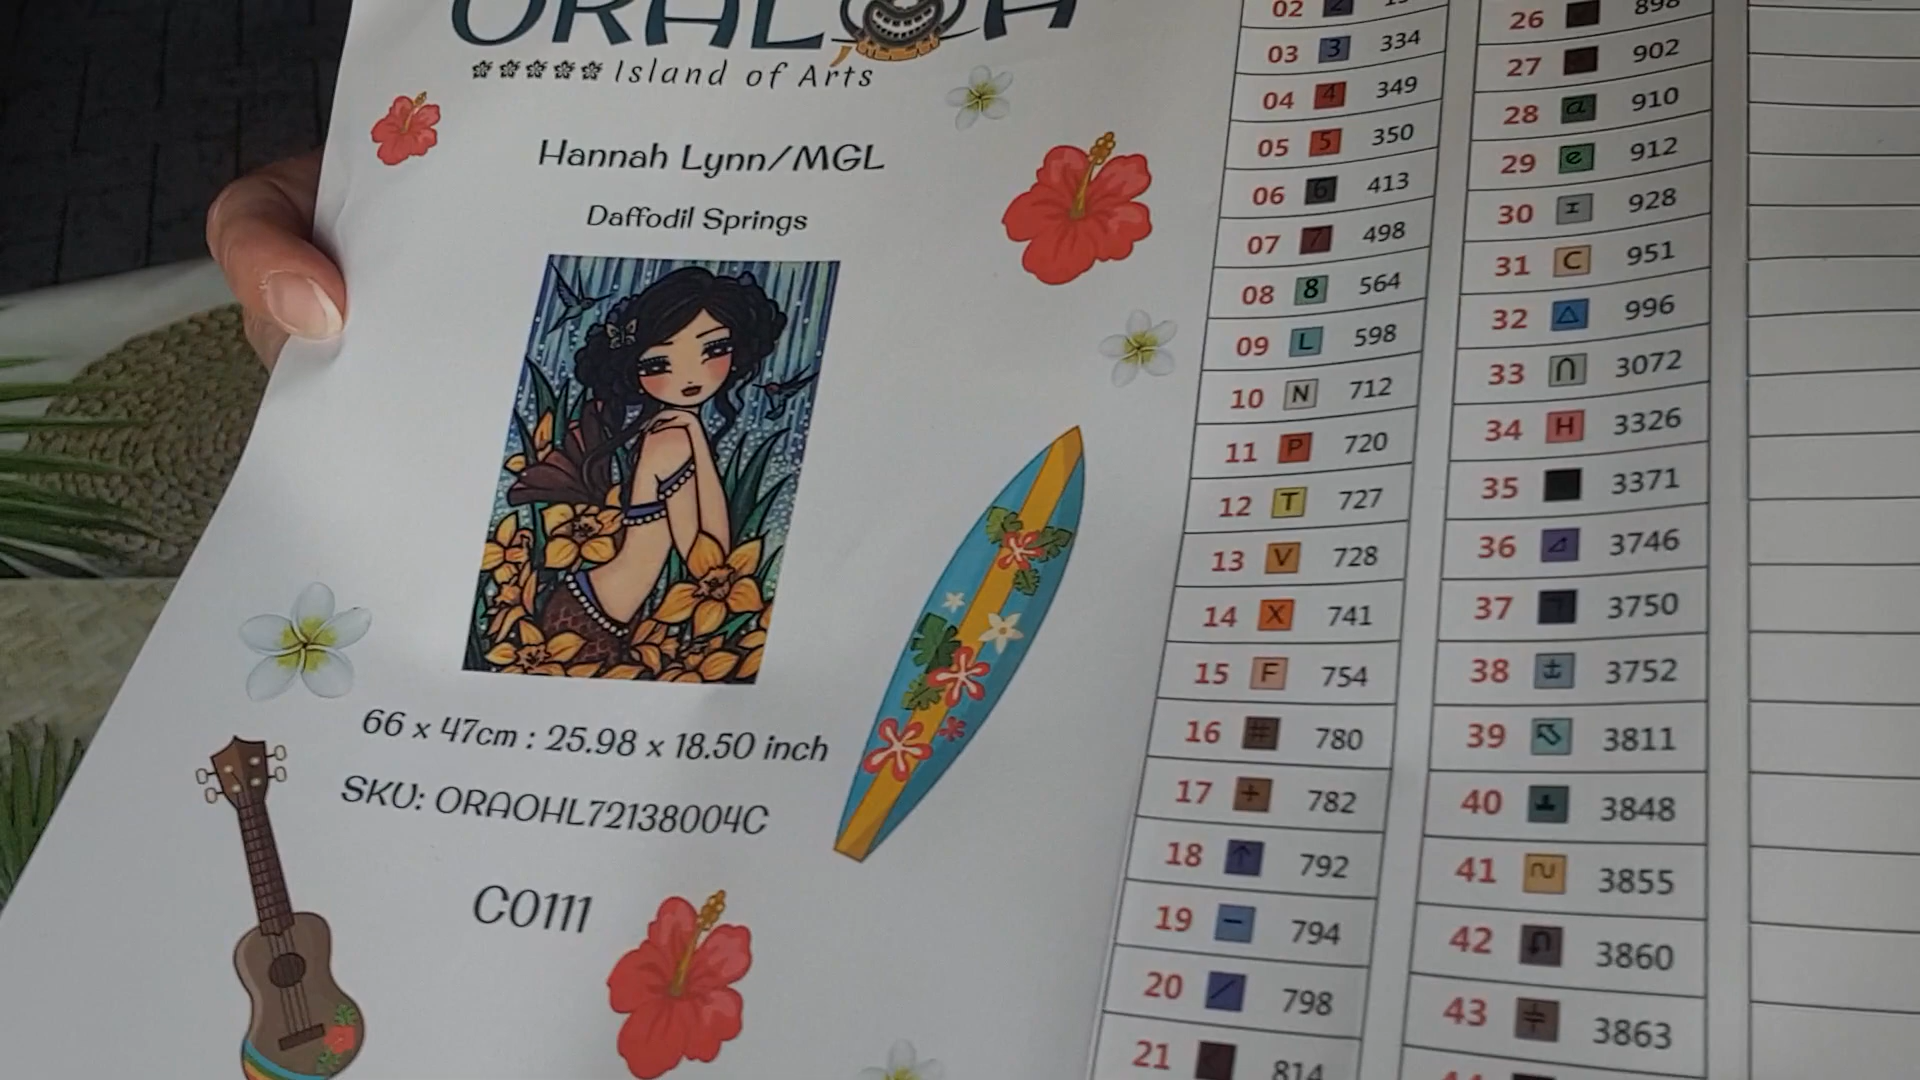 ORALOA
Island of Arts
Hannah Lynn/MGL
Daffodil Springs
66 x 47cm : 25.98 x 18.50 inch
SKU: ORAOHL72138004C
C0111
02 2
03 3 334
04 4 349
05 5 350
06 6 413
07 7 498
08 8 564
09 L 598
10 N 712
11 P 720
12 T 727
13 V 728
14 X 741
15 F 754
16 # 780
17 + 782
18 ↑ 792
19 − 794
20 / 798
21 < 814
26 898
27 902
28 a 910
29 e 912
30 I 928
31 C 951
32 △ 996
33 ∩ 3072
34 H 3326
35 3371
36 ⊿ 3746
37 ¬ 3750
38 ⚓ 3752
39 3811
40 3848
41 3855
42 3860
43 3863